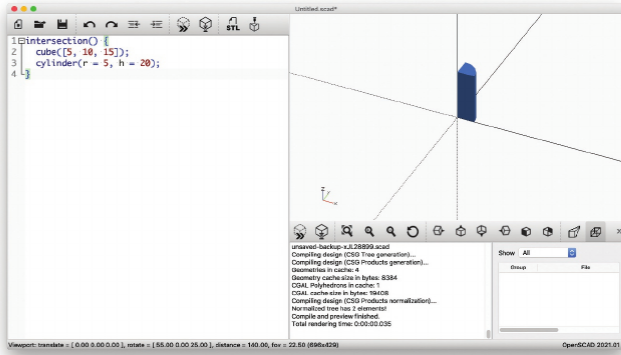 Untitled.scad*
STL
1 intersection() {
2 cube([5, 10, 15]);
3 cylinder(r = 5, h = 20);
4 }
z
y
x
unsaved-backup-xJL28899.scad
Compiling design (CSG Tree generation)...
Compiling design (CSG Products generation)...
Geometries in cache: 4
Geometry cache size in bytes: 8384
CGAL Polyhedrons in cache: 1
CGAL cache size in bytes: 19408
Compiling design (CSG Products normalization)...
Normalized tree has 2 elements!
Compile and preview finished.
Total rendering time: 0:00:00.035
Show All
Group File
Viewport: translate = [ 0.00 0.00 0.00 ], rotate = [ 55.00 0.00 25.00 ], distance = 140.00, fov = 22.50 (696x429)
OpenSCAD 2021.01